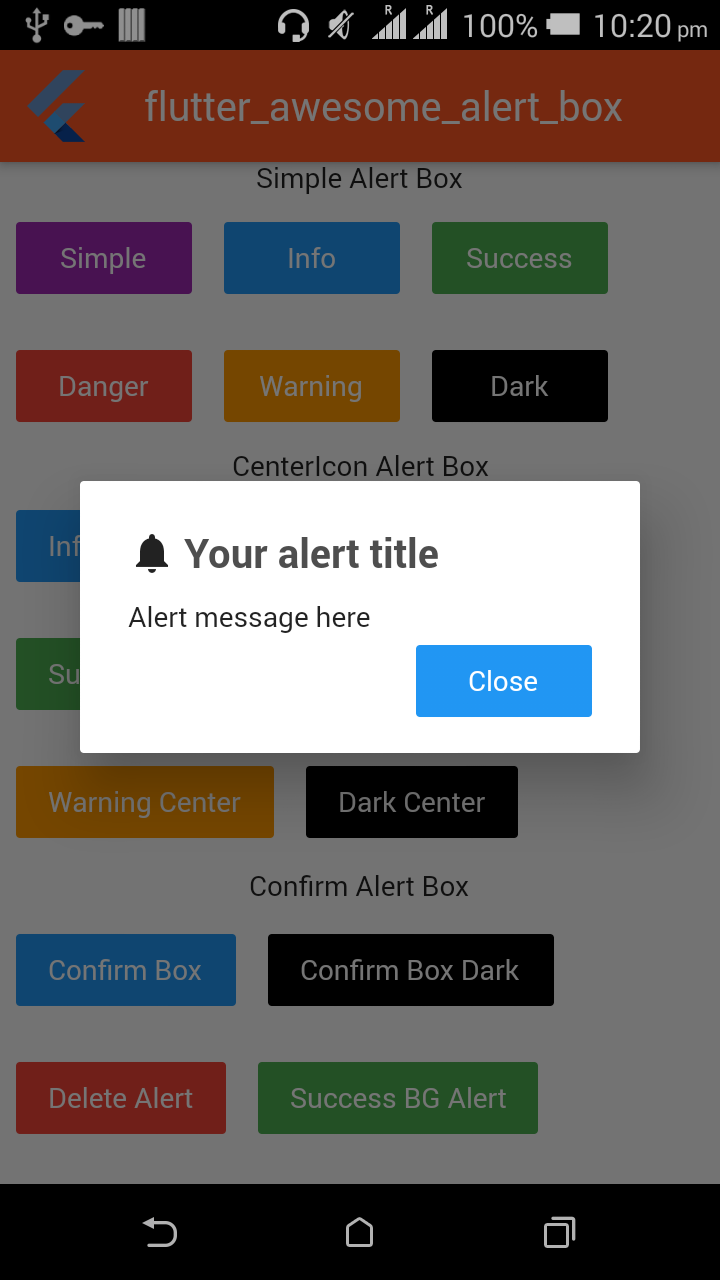 R R 100% 10:20 pm
flutter_awesome_alert_box
Simple Alert Box
Simple Info Success
Danger Warning Dark
CenterIcon Alert Box
Inf
Your alert title
Alert message here
Su
Close
Warning Center Dark Center
Confirm Alert Box
Confirm Box Confirm Box Dark
Delete Alert Success BG Alert